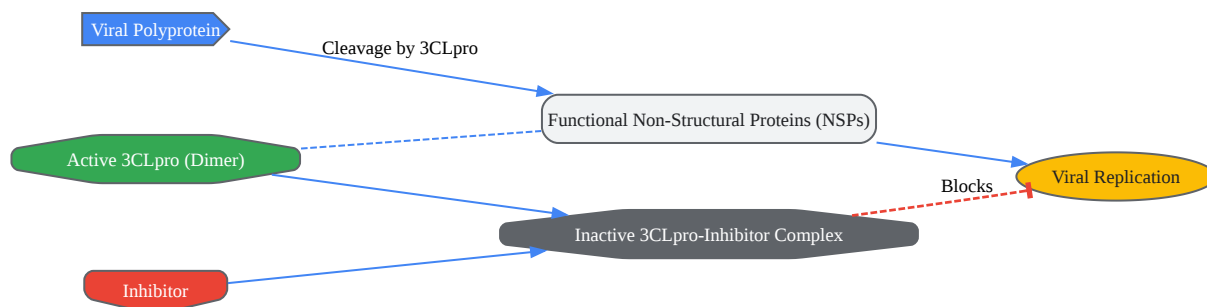 Viral Polyprotein
Cleavage by 3CLpro
Functional Non-Structural Proteins (NSPs)
Active 3CLpro (Dimer)
Viral Replication
Blocks
Inactive 3CLpro-Inhibitor Complex
Inhibitor